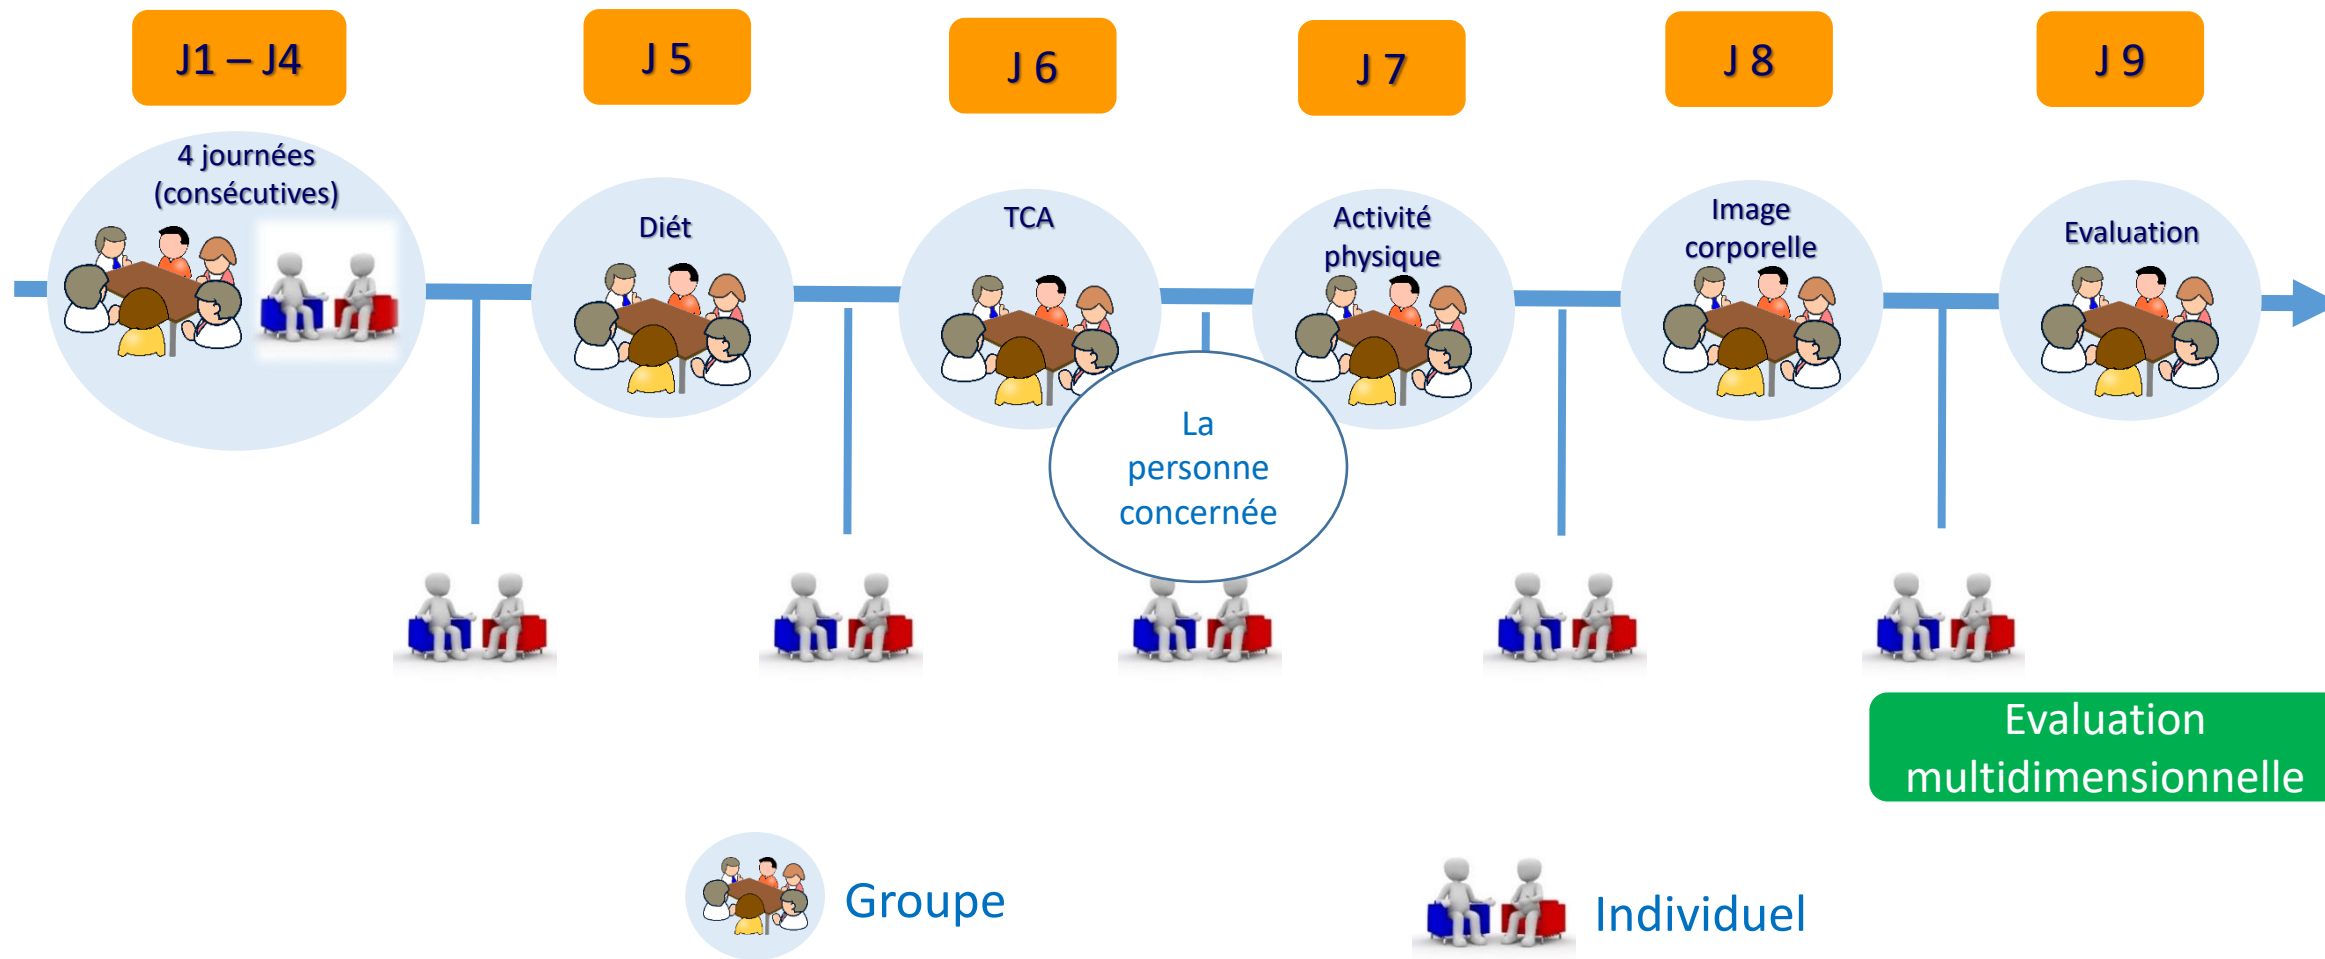 J1 – J4
J 5
J 6
J 7
J 8
J 9
4 journées
(consécutives)
Diét
TCA
Activité
physique
Image
corporelle
Evaluation
La
personne
concernée
Evaluation
multidimensionnelle
Groupe
Individuel